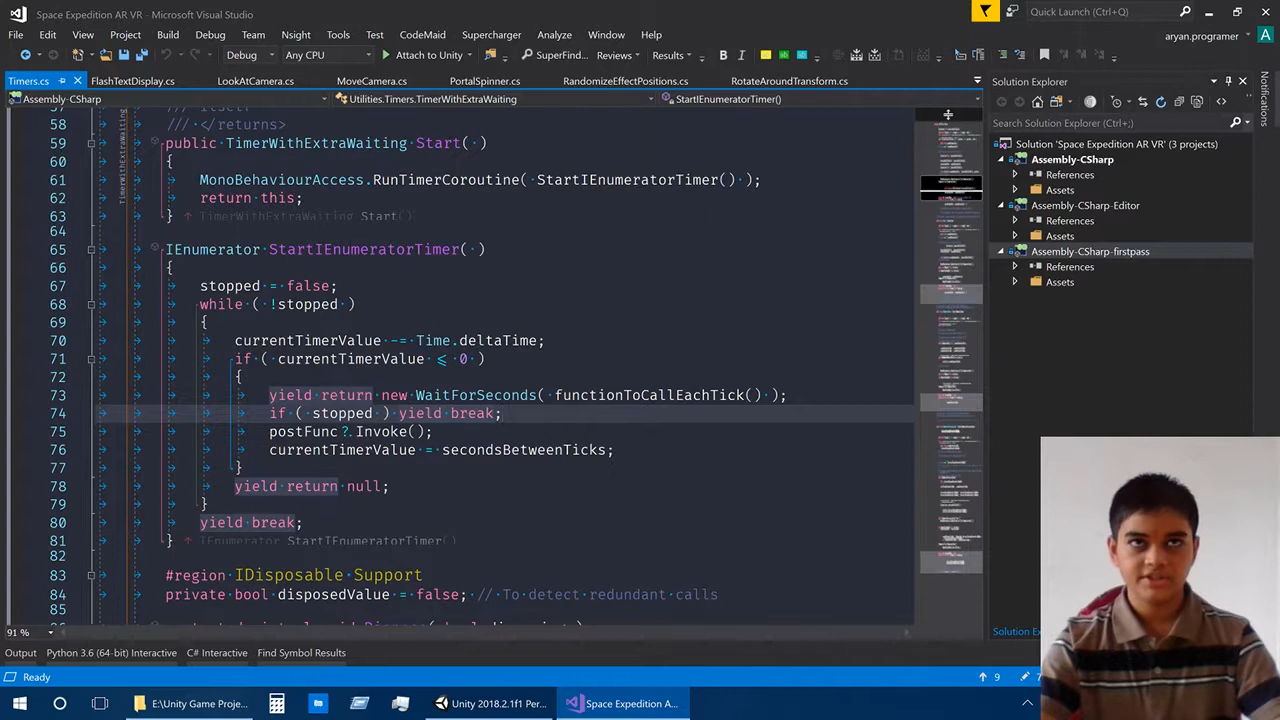 Space Expedition AR VR - Microsoft Visual Studio
Quick Launch (Ctrl+Q)
File Edit View Project Build Debug Team Nsight Tools Test CodeMaid Supercharger Analyze Window Help
aryan.programer A
Debug Any CPU Attach to Unity SuperFind Review Results
Timers.cs FlashTextDisplay.cs LookAtCamera.cs MoveCamera.cs PortalSpinner.cs RandomizeEffectPositions.cs RotateAroundTransform.cs
Assembly-CSharp Utilities.Timers.TimerWithExtraWaiting StartIEnumeratorTimer()
58 /// </returns>
59 public TimerWithExtraWaiting Start( )
60 {
61 StartIEnumeratorTimer() );
62 return this;
63 } ↑ TimerWithExtraWaiting Start()
64
65 IEnumerator StartIEnumeratorTimer( )
66 {
67 stopped = false;
68 while ( !stopped )
69 {
70 -= Time.deltaTime;
71 currentTimerValue < 0 )
72 {
73 yield return new WaitForSeconds( functionToCallEachTick() );
74 if ( stopped ) yield break;
75 postFunc?.Invoke();
76 =
77 }
78 yield return null;
79 }
80 yield break;
81 ↑ IEnumerator StartIEnumeratorTimer()
82
83 #region IDisposable Support
84 private bool disposedValue = false; // To detect redundant calls
85
91 %
TimerWithExtraWaiting
Solution Explorer
Search Solution Explorer (Ctrl+;)
Solution 'Space Expedition AR VR' (3 projects)
Assembly-CSharp
References
Assets
Assembly-CSharp-Editor
References
Assets
Assembly-CSharp-firstpass
References
Assets
Notifications
Solution
Output Python 3.6 (64-bit) Interactive C# Interactive Find Symbol Results
Ready 9
E:\Unity Game Proje... Unity 2018.2.1f1 Per... Space Expedition A...